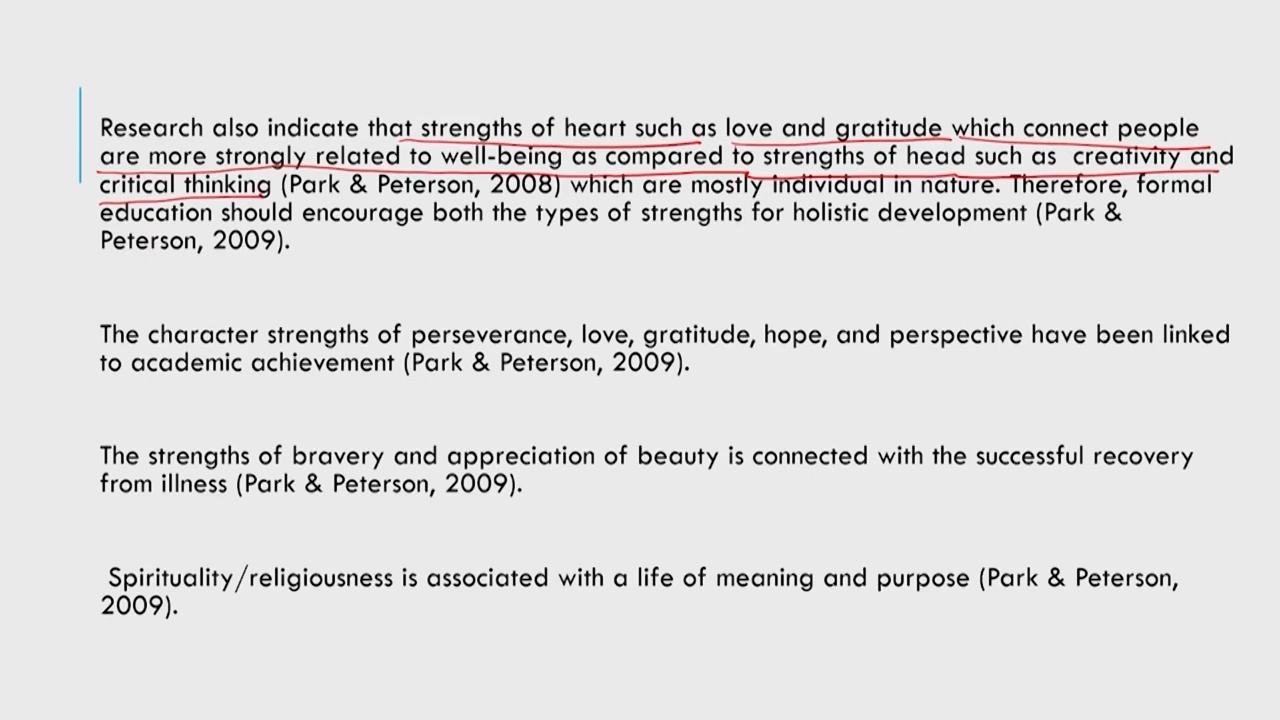 Research also indicate that strengths of heart such as love and gratitude which connect people
are more strongly related to well-being as compared to strengths of head such as creativity and
critical thinking (Park & Peterson, 2008) which are mostly individual in nature. Therefore, formal
education should encourage both the types of strengths for holistic development (Park &
Peterson, 2009).
The character strengths of perseverance, love, gratitude, hope, and perspective have been linked
to academic achievement (Park & Peterson, 2009).
The strengths of bravery and appreciation of beauty is connected with the successful recovery
from illness (Park & Peterson, 2009).
Spirituality/religiousness is associated with a life of meaning and purpose (Park & Peterson,
2009).